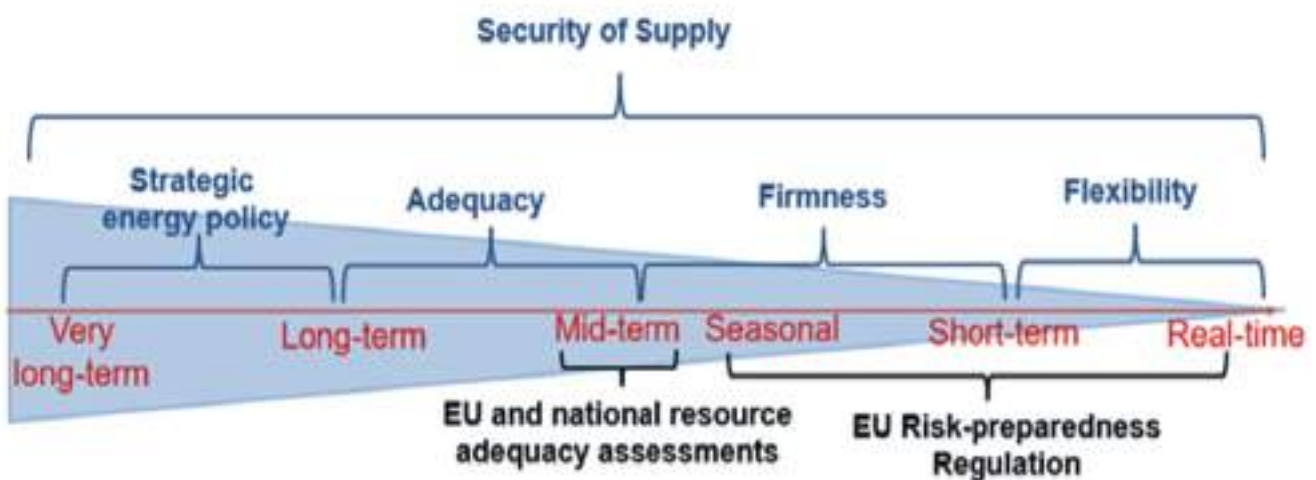 Security of Supply
Strategic
energy policy
Adequacy
Firmness
Flexibility
Very
long-term
Long-term
Mid-term
Seasonal
Short-term
Real-time
EU and national resource
adequacy assessments
EU Risk-preparedness
Regulation